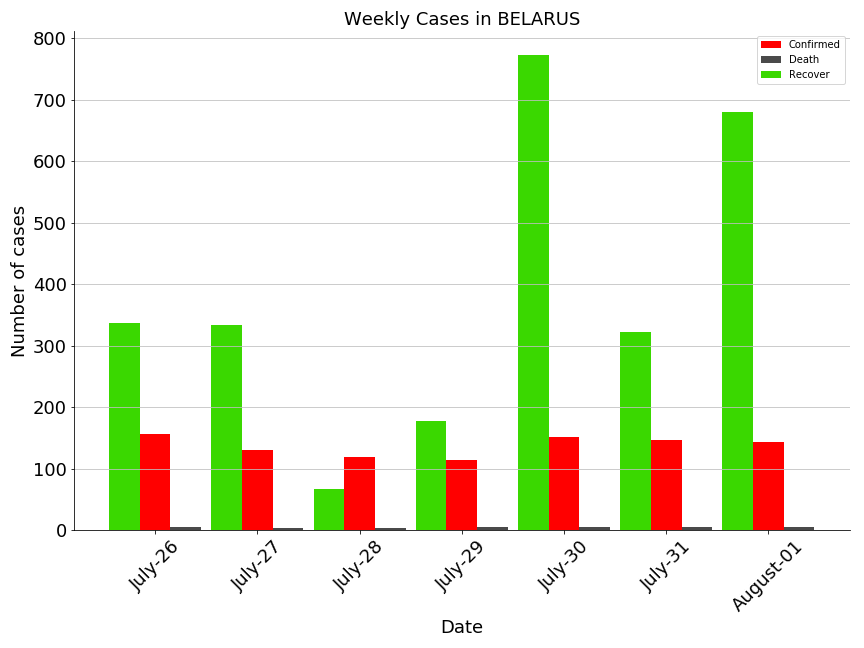 Weekly Cases in BELARUS
Confirmed
Death
Recover
Number of cases
800
700
600
500
400
300
200
100
0
July-26
July-27
July-28
July-29
July-30
July-31
August-01
Date